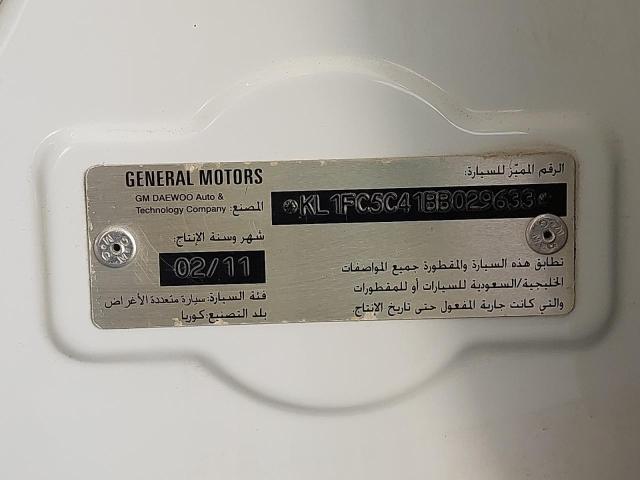 GENERAL MOTORS
الرقم المميّز للسيارة:
GM DAEWOO Auto &
Technology Company المصنع:
KL1FC5C41BB029633
شهر وسنة الإنتاج:
02/11
فئة السيارة: سيارة متعددة الأغراض
بلد التصنيع: كوريا
تطابق هذه السيارة والمقطورة جميع المواصفات
الخليجية/السعودية للسيارات أو للمقطورات
والتي كانت جارية المفعول حتى تاريخ الإنتاج.